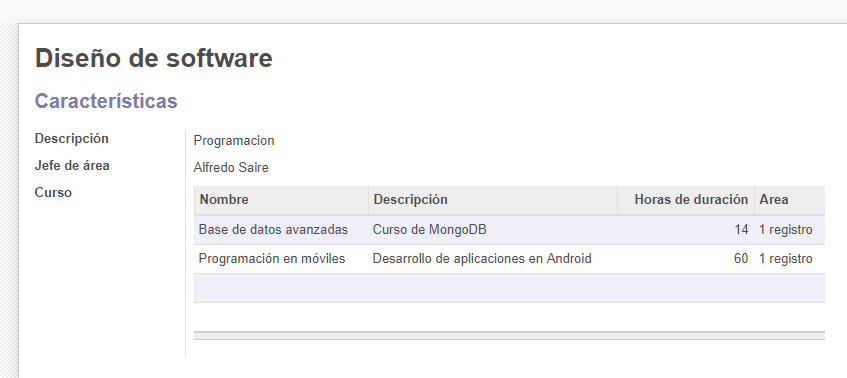 Diseño de software
Características
Descripción Programacion
Jefe de área Alfredo Saire
Curso
Nombre Descripción Horas de duración Area
Base de datos avanzadas Curso de MongoDB 14 1 registro
Programación en móviles Desarrollo de aplicaciones en Android 60 1 registro